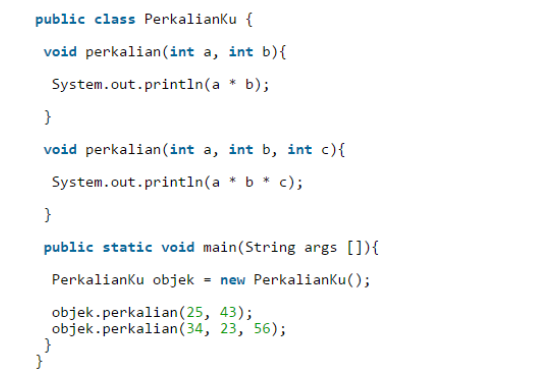 public class PerkalianKu {
void perkalian(int a, int b){
System.out.println(a * b);
}
void perkalian(int a, int b, int c){
System.out.println(a * b * c);
}
public static void main(String args []){
PerkalianKu objek = new PerkalianKu();
objek.perkalian(25, 43);
objek.perkalian(34, 23, 56);
}
}